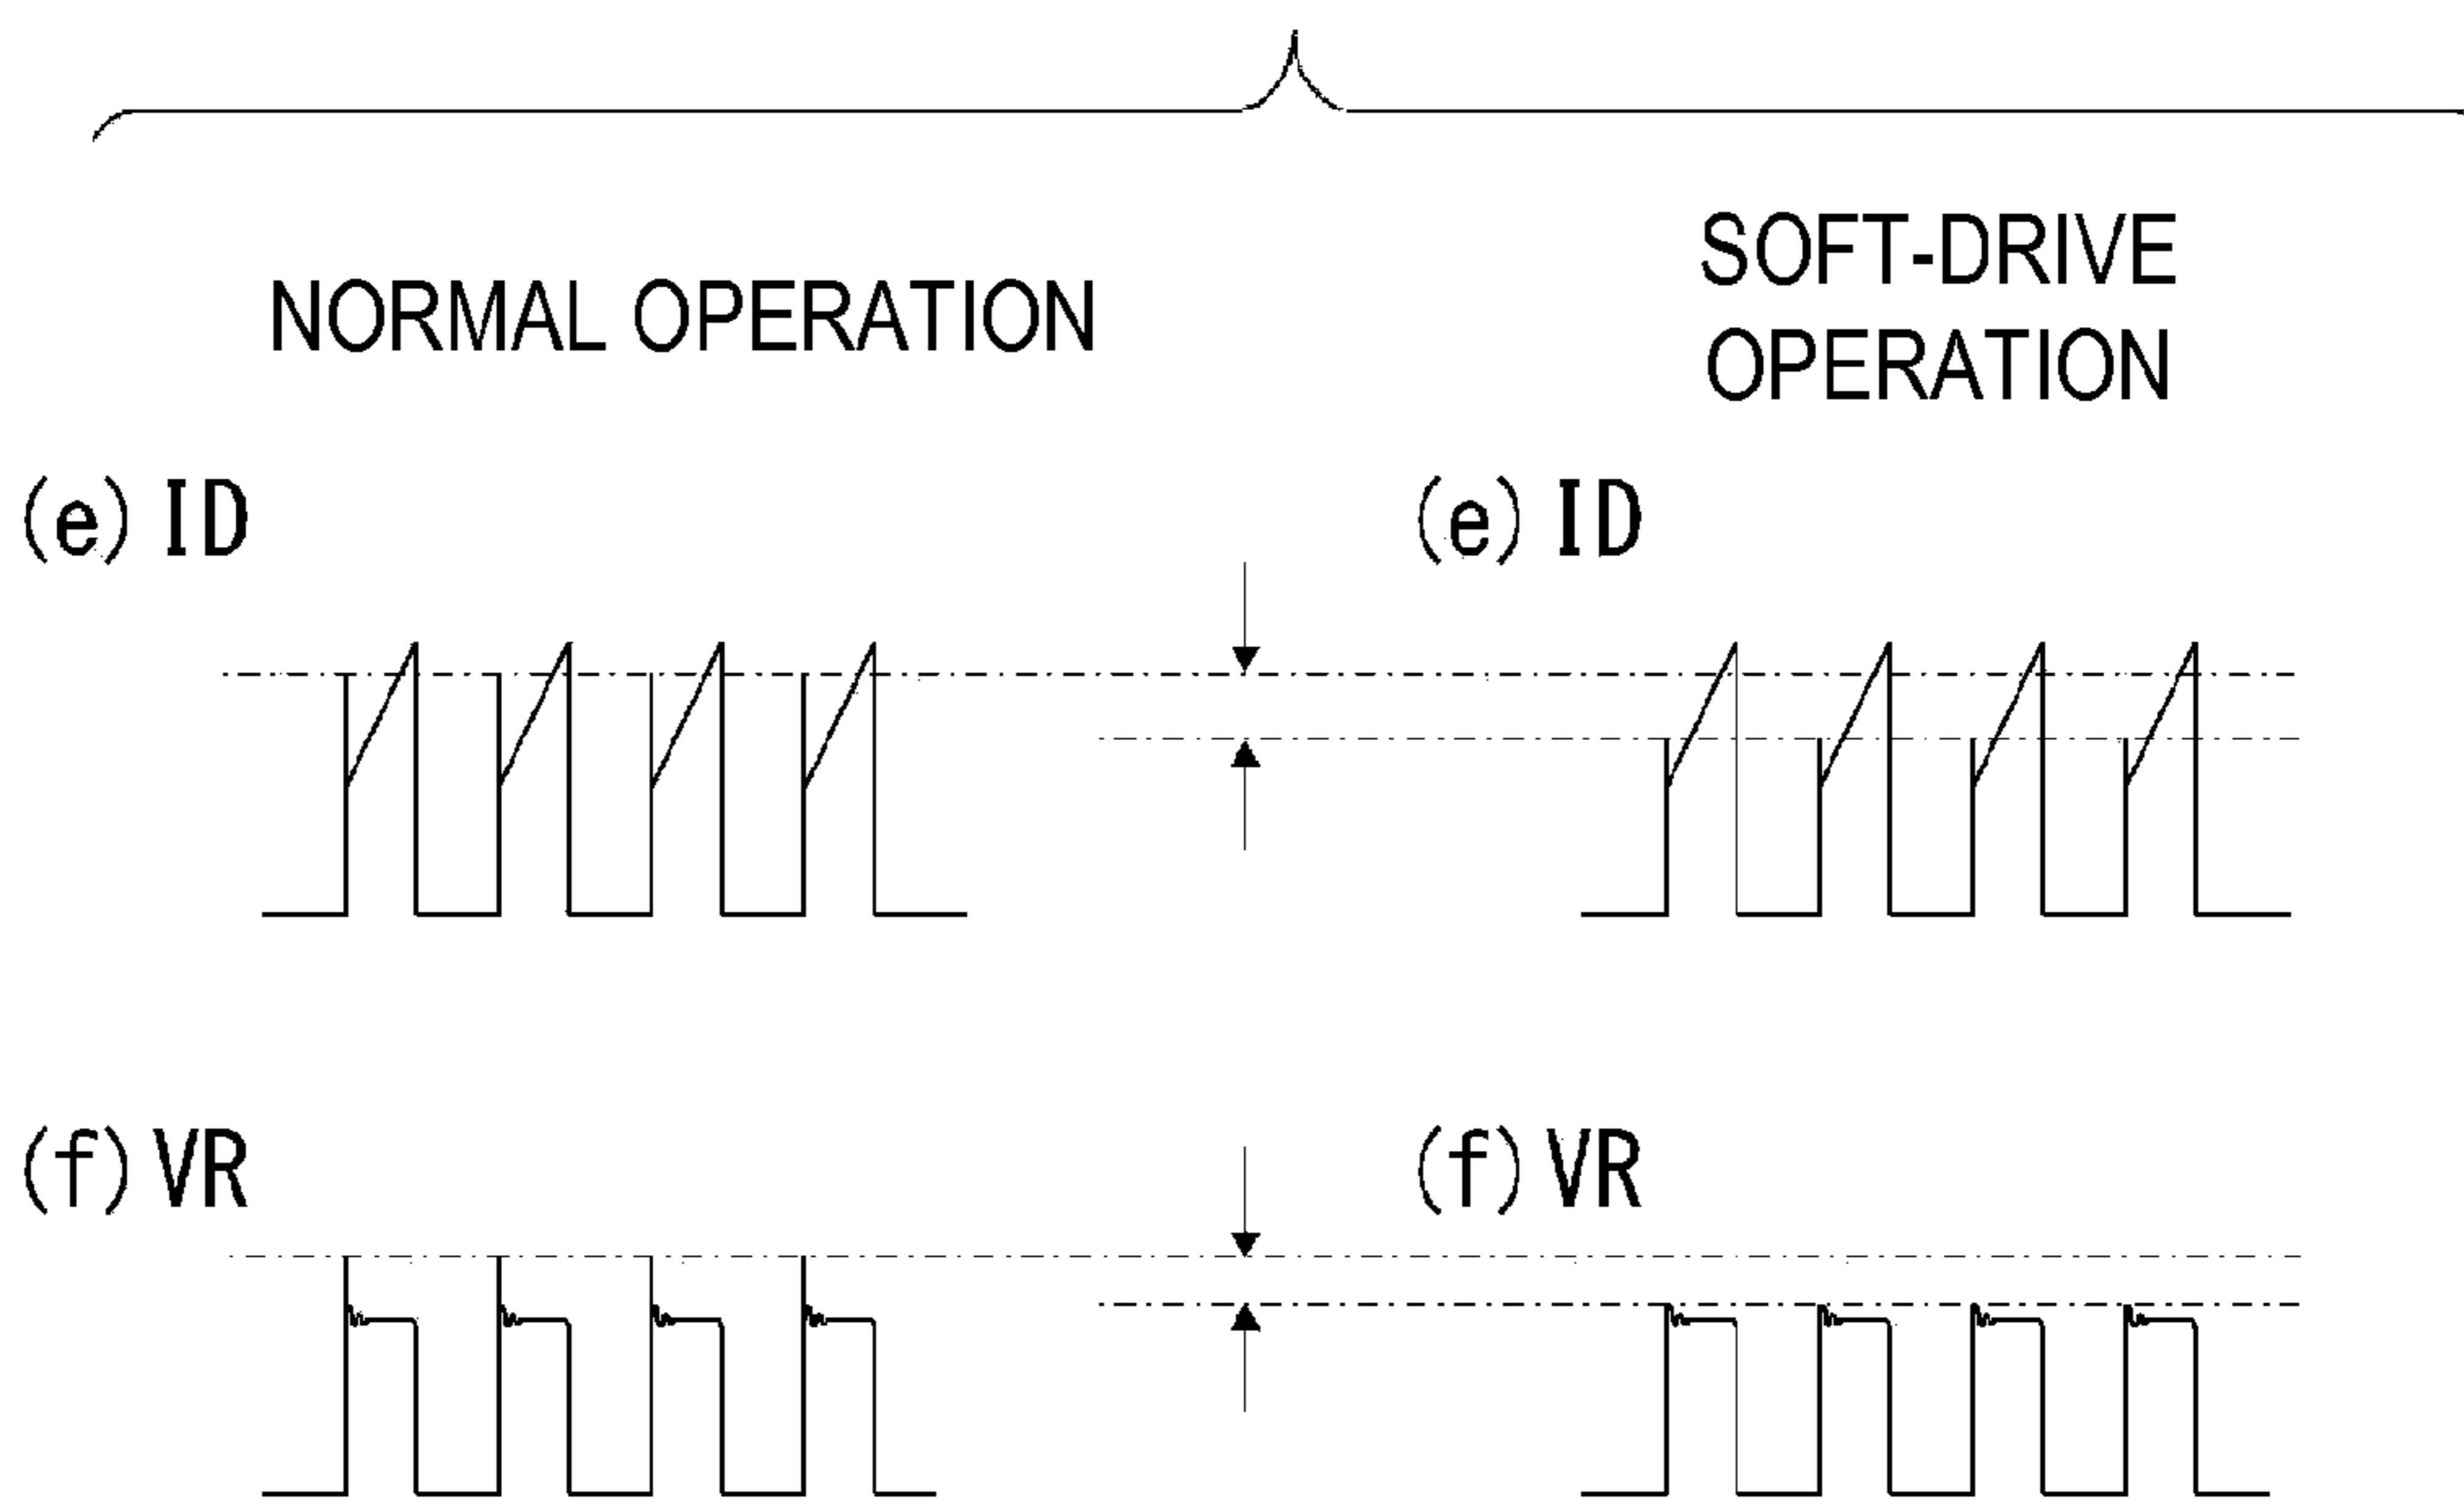 NORMAL OPERATION
SOFT-DRIVE
OPERATION
(e) ID
(e) ID
(f) VR
(f) VR